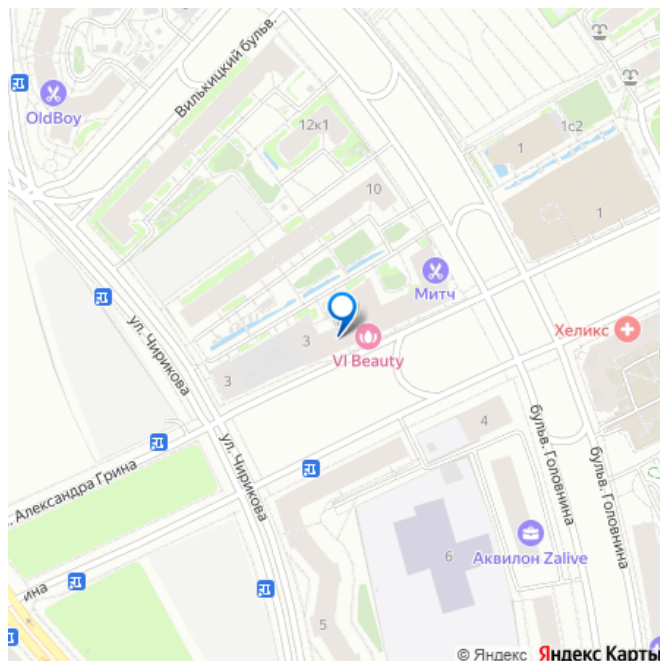 Вилькицкий бульв.
OldBoy
12к1
1с2
1
10
1
Митч
ул. Чирикова
Хеликс
3
VI Beauty
3
4
ул. Чирикова
бульв. Головнина
бульв. Головнина
Александра Грина
6
Аквилон Zalive
ина
5
© Яндекс Яндекс Карты